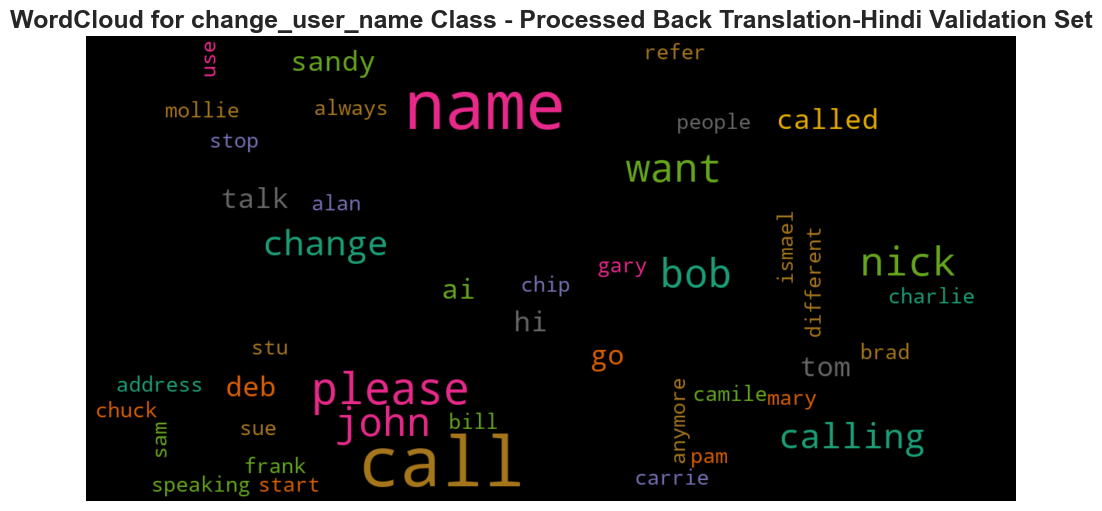 WordCloud for change_user_name Class - Processed Back Translation-Hindi Validation Set
use
sandy
refer
mollie
always
name
people
called
stop
want
talk
alan
change
ismael
different
nick
gary
bob
ai
chip
charlie
hi
stu
go
brad
tom
address
deb
please
anymore
camile
mary
chuck
john
bill
sam
sue
calling
call
frank
pam
speaking
start
carrie